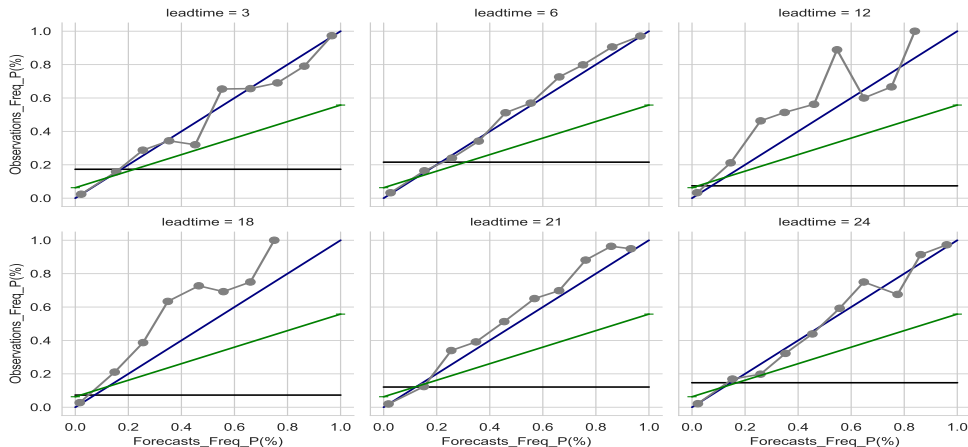 leadtime = 3
leadtime = 6
leadtime = 12
Observations_Freq_P(%)
1.0
0.8
0.6
0.4
0.2
0.0
leadtime = 18
leadtime = 21
leadtime = 24
Observations_Freq_P(%)
1.0
0.8
0.6
0.4
0.2
0.0
0.0 0.2 0.4 0.6 0.8 1.0 0.0 0.2 0.4 0.6 0.8 1.0 0.0 0.2 0.4 0.6 0.8 1.0
Forecasts_Freq_P(%) Forecasts_Freq_P(%) Forecasts_Freq_P(%)